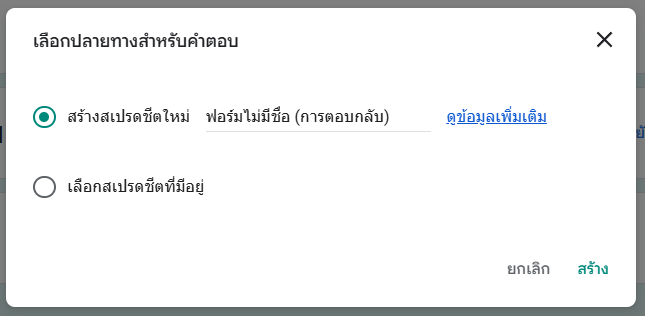 เลือกปลายทางสำหรับคำตอบ
สร้างสเปรดชีตใหม่ ฟอร์มไม่มีชื่อ (การตอบกลับ) ดูข้อมูลเพิ่มเติม
เลือกสเปรดชีตที่มีอยู่
ยกเลิก สร้าง